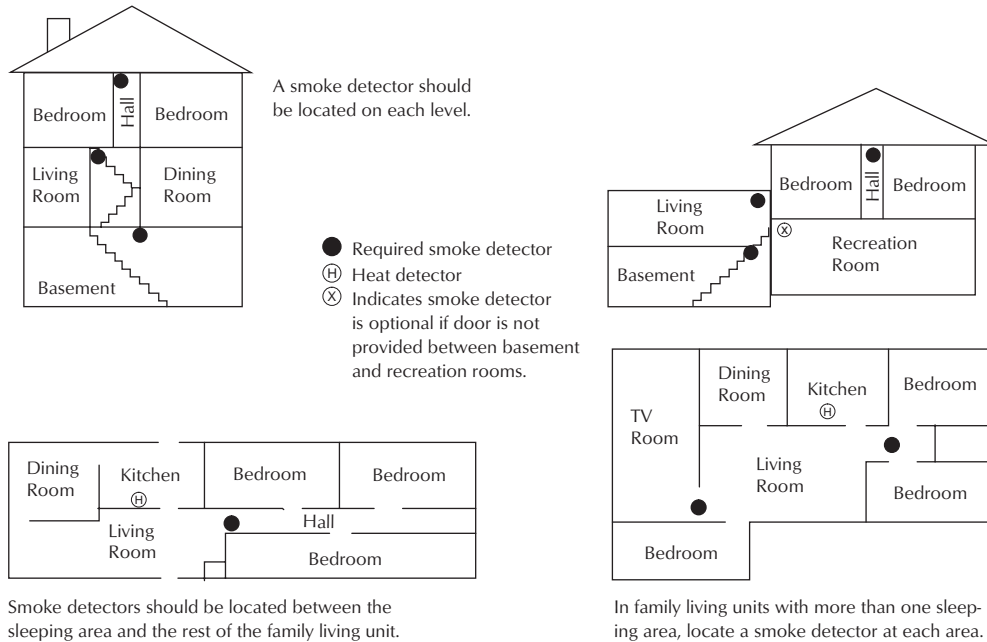 A smoke detector should
be located on each level.
Bedroom
Hall
Bedroom
Living
Room
Dining
Room
Basement
Required smoke detector
H Heat detector
X Indicates smoke detector
is optional if door is not
provided between basement
and recreation rooms.
Bedroom
Hall
Bedroom
Living
Room
X
Recreation
Room
Basement
Dining
Room
Kitchen
H
Bedroom
Bedroom
Living
Room
Hall
Bedroom
Smoke detectors should be located between the
sleeping area and the rest of the family living unit.
TV
Room
Dining
Room
Kitchen
H
Bedroom
Living
Room
Bedroom
Bedroom
In family living units with more than one sleep-
ing area, locate a smoke detector at each area.